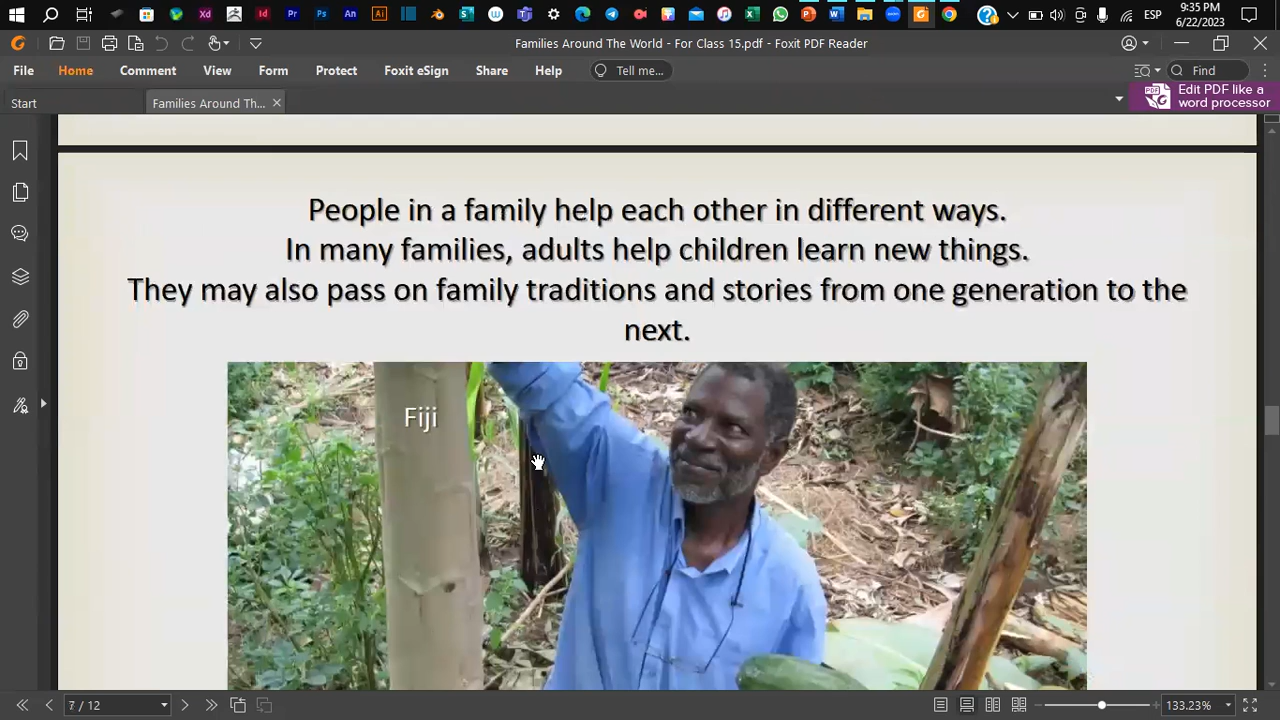 9:35 PM
ESP
6/22/2023
Families Around The World - For Class 15.pdf - Foxit PDF Reader
File Home Comment View Form Protect Foxit eSign Share Help Tell me... Find
Start Families Around Th... Edit PDF like a
word processor
People in a family help each other in different ways.
In many families, adults help children learn new things.
They may also pass on family traditions and stories from one generation to the
next.
Fiji
7 / 12 133.23%